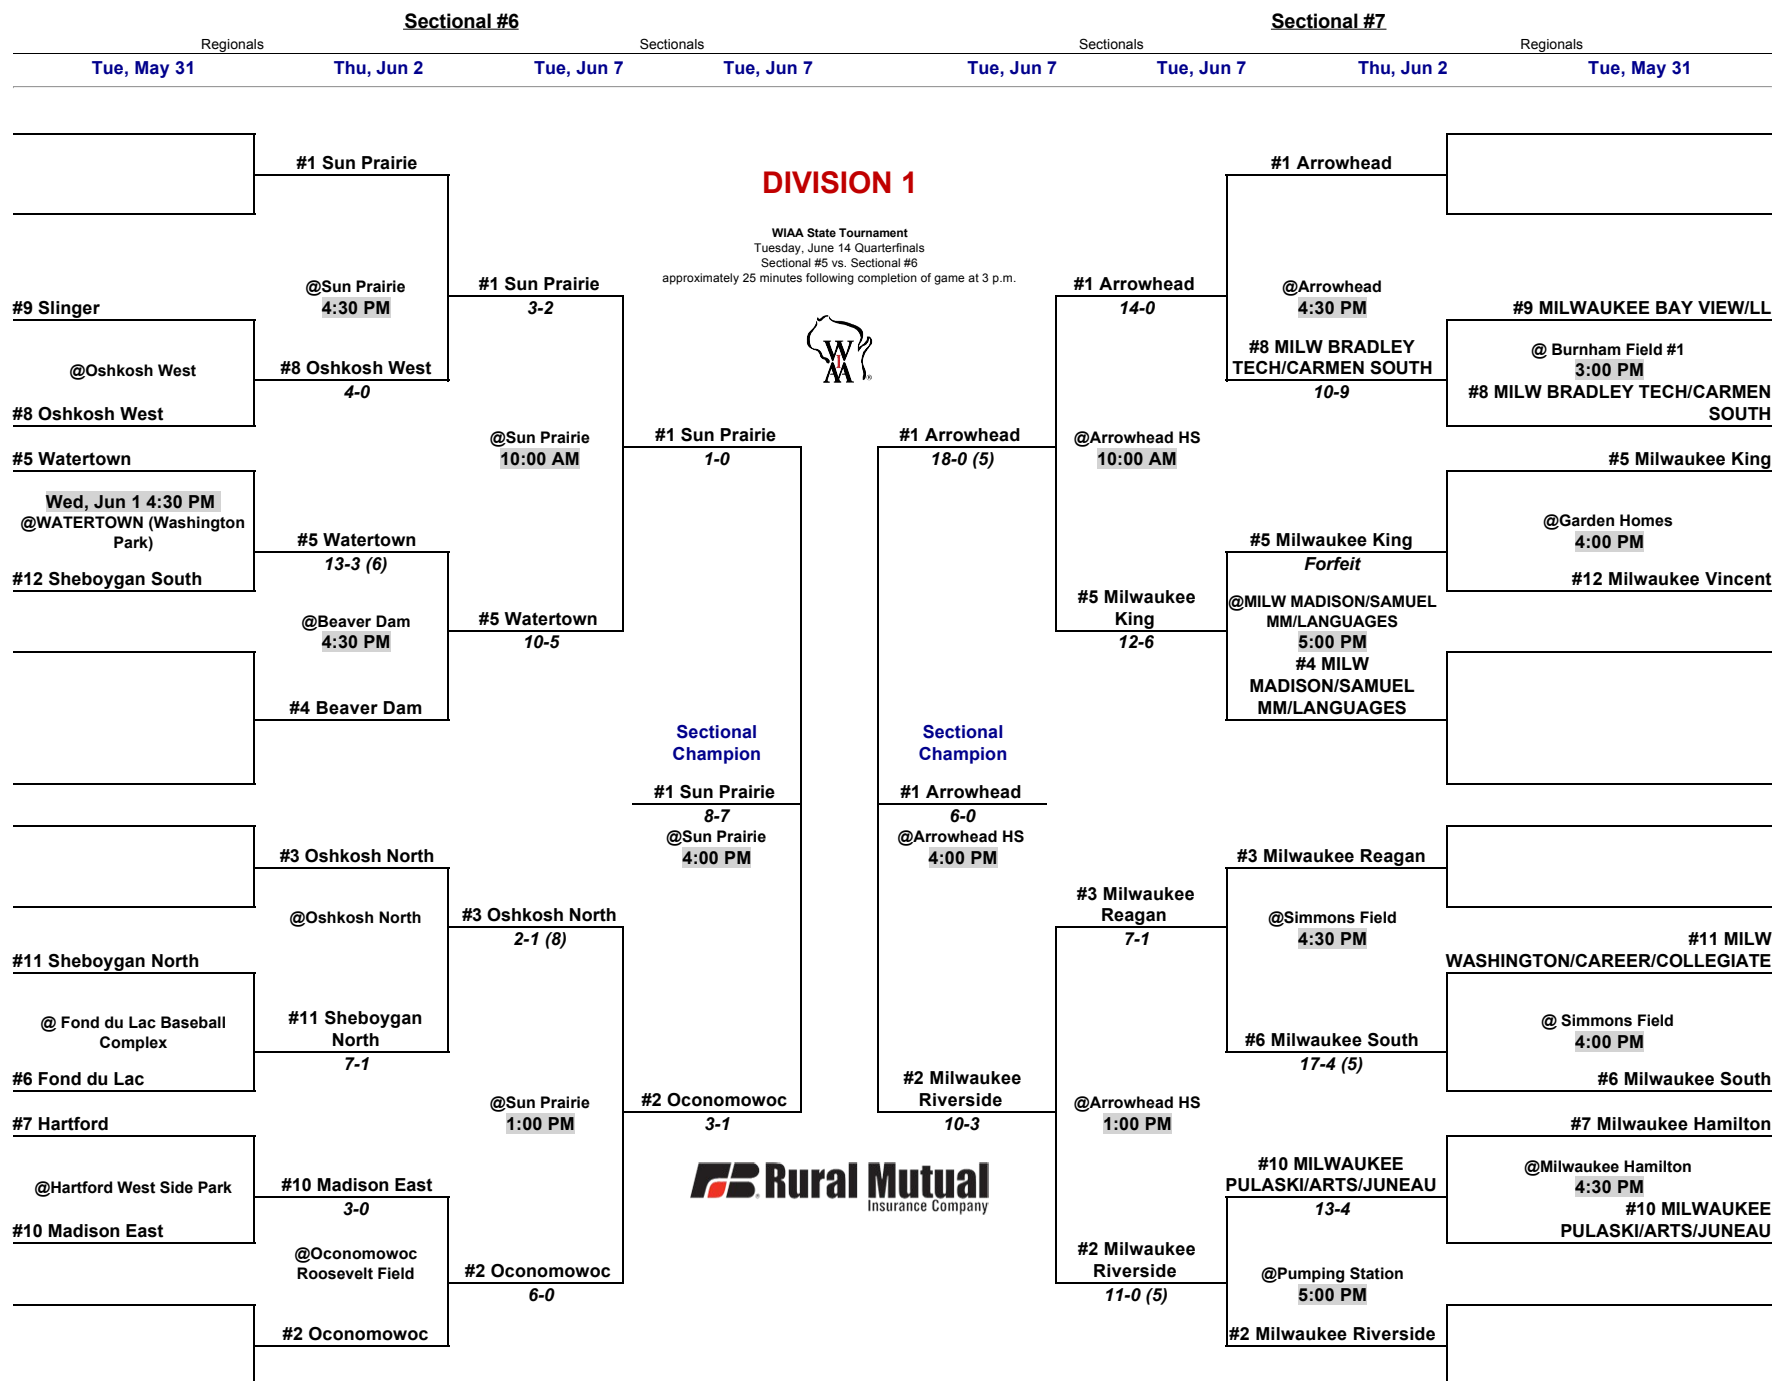 Sectional #6
Sectional #7
Regionals
Sectionals
Sectionals
Regionals
Tue, May 31
Thu, Jun 2
Tue, Jun 7
Tue, Jun 7
Tue, Jun 7
Tue, Jun 7
Thu, Jun 2
Tue, May 31
#1 Sun Prairie
@Sun Prairie
4:30 PM
#9 Slinger
@Oshkosh West
#8 Oshkosh West
#8 Oshkosh West
4-0
#1 Sun Prairie
3-2
#5 Watertown
Wed, Jun 1 4:30 PM
@WATERTOWN (Washington
Park)
#12 Sheboygan South
#5 Watertown
13-3 (6)
@Beaver Dam
4:30 PM
#4 Beaver Dam
#5 Watertown
10-5
@Sun Prairie
10:00 AM
#1 Sun Prairie
1-0
#3 Oshkosh North
@Oshkosh North
#11 Sheboygan North
@ Fond du Lac Baseball
Complex
#6 Fond du Lac
#11 Sheboygan
North
7-1
#3 Oshkosh North
2-1 (8)
#7 Hartford
@Hartford West Side Park
#10 Madison East
#10 Madison East
3-0
@Oconomowoc
Roosevelt Field
#2 Oconomowoc
#2 Oconomowoc
6-0
@Sun Prairie
1:00 PM
#2 Oconomowoc
3-1
Sectional
Champion
#1 Sun Prairie
8-7
@Sun Prairie
4:00 PM
DIVISION 1
WIAA State Tournament
Tuesday, June 14 Quarterfinals
Sectional #5 vs. Sectional #6
approximately 25 minutes following completion of game at 3 p.m.
WIAA
Sectional
Champion
#1 Arrowhead
6-0
@Arrowhead HS
4:00 PM
#1 Arrowhead
18-0 (5)
@Arrowhead HS
10:00 AM
#1 Arrowhead
14-0
#1 Arrowhead
@Arrowhead
4:30 PM
#8 MILW BRADLEY
TECH/CARMEN SOUTH
10-9
#9 MILWAUKEE BAY VIEW/LL
@ Burnham Field #1
3:00 PM
#8 MILW BRADLEY TECH/CARMEN
SOUTH
#5 Milwaukee King
@Garden Homes
4:00 PM
#12 Milwaukee Vincent
#5 Milwaukee King
Forfeit
@MILW MADISON/SAMUEL
MM/LANGUAGES
5:00 PM
#4 MILW
MADISON/SAMUEL
MM/LANGUAGES
#5 Milwaukee
King
12-6
#3 Milwaukee Reagan
@Simmons Field
4:30 PM
#3 Milwaukee
Reagan
7-1
#11 MILW
WASHINGTON/CAREER/COLLEGIATE
@ Simmons Field
4:00 PM
#6 Milwaukee South
#6 Milwaukee South
17-4 (5)
#2 Milwaukee
Riverside
10-3
@Arrowhead HS
1:00 PM
#7 Milwaukee Hamilton
@Milwaukee Hamilton
4:30 PM
#10 MILWAUKEE
PULASKI/ARTS/JUNEAU
#10 MILWAUKEE
PULASKI/ARTS/JUNEAU
13-4
#2 Milwaukee
Riverside
11-0 (5)
@Pumping Station
5:00 PM
#2 Milwaukee Riverside
Rural Mutual
Insurance Company